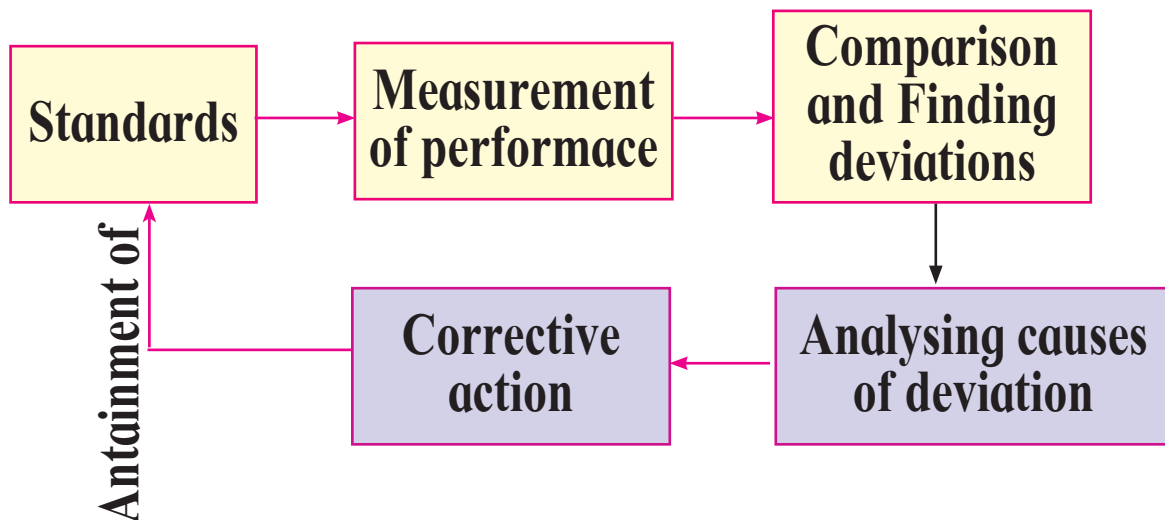 Standards
Measurement
of performace
Comparison
and Finding
deviations
Analysing causes
of deviation
Corrective
action
Antainment of